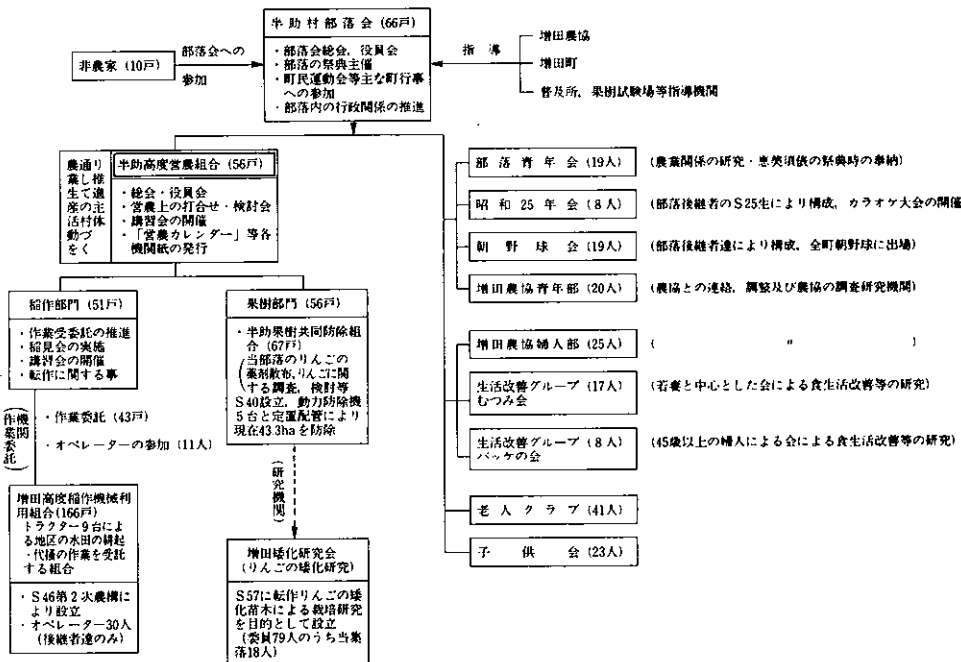 半助村部落会(66戸)
・部落会総会,役員会
・部落の祭典主催
・町民運動会等主な町行事
への参加
・部落内の行政関係の推進
非農家(10戸)
部落会への
参加
指導
増田農協
増田町
普及所,果樹試験場等指導機関
農通り
業し推
生て進
産の主
活村体
動づ
をく
半助高度営農組合(56戸)
・総会・役員会
・営農上の打合せ・検討会
・講習会の開催
・「営農カレンダー」等各
機関紙の発行
稲作部門(51戸)
・作業受委託の推進
・稲見会の実施
・講習会の開催
・転作に関する事
果樹部門(56戸)
・半助果樹共同防除組
合(67戸)
(当部落のりんごの
薬剤散布,りんごに関
する調査,検討等
S40設立,動力防除機
5台と定置配管により
現在43.3haを防除
(機関
作業委託)
・作業委託(43戸)
・オペレーターの参加(11人)
(研究機関)
増田高度稲作機械利
用組合(166戸)
トラクター9台によ
る地区の水田の耕起
・代掻の作業を受託
する組合
・S46第2次農構に
より設立
・オペレーター30人
(後継者達のみ)
増田矮化研究会
(りんごの矮化研究)
S57に転作りんごの矮
化苗木による栽培研究
を目的として設立
(委員79人のうち当集
落18人)
部落青年会(19人) (農業関係の研究・恵美須俵の祭典時の奉納)
昭和25年会(8人) (部落後継者のS25生により構成,カラオケ大会の開催
朝野球会(19人) (部落後継者達により構成,全町朝野球に出場)
増田農協青年部(20人) (農協との連絡,調整及び農協の調査研究機関)
増田農協婦人部(25人) ( 〃 )
生活改善グループ(17人) (若妻と中心とした会による食生活改善等の研究)
むつみ会
生活改善グループ(8人) (45歳以上の婦人による会による食生活改善等の研究)
バッケの会
老人クラブ(41人)
子供会(23人)